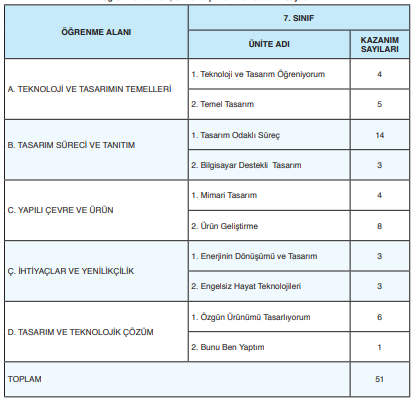 7. SINIF
ÖĞRENME ALANI
ÜNİTE ADI
KAZANIM
SAYILARI
A. TEKNOLOJİ VE TASARIMIN TEMELLERİ
1. Teknoloji ve Tasarım Öğreniyorum 4
2. Temel Tasarım 5
B. TASARIM SÜRECİ VE TANITIM
1. Tasarım Odaklı Süreç 14
2. Bilgisayar Destekli Tasarım 3
C. YAPILI ÇEVRE VE ÜRÜN
1. Mimari Tasarım 4
2. Ürün Geliştirme 8
Ç. İHTİYAÇLAR VE YENİLİKÇİLİK
1. Enerjinin Dönüşümü ve Tasarım 3
2. Engelsiz Hayat Teknolojileri 3
D. TASARIM VE TEKNOLOJİK ÇÖZÜM
1. Özgün Ürünümü Tasarlıyorum 6
2. Bunu Ben Yaptım 1
TOPLAM 51